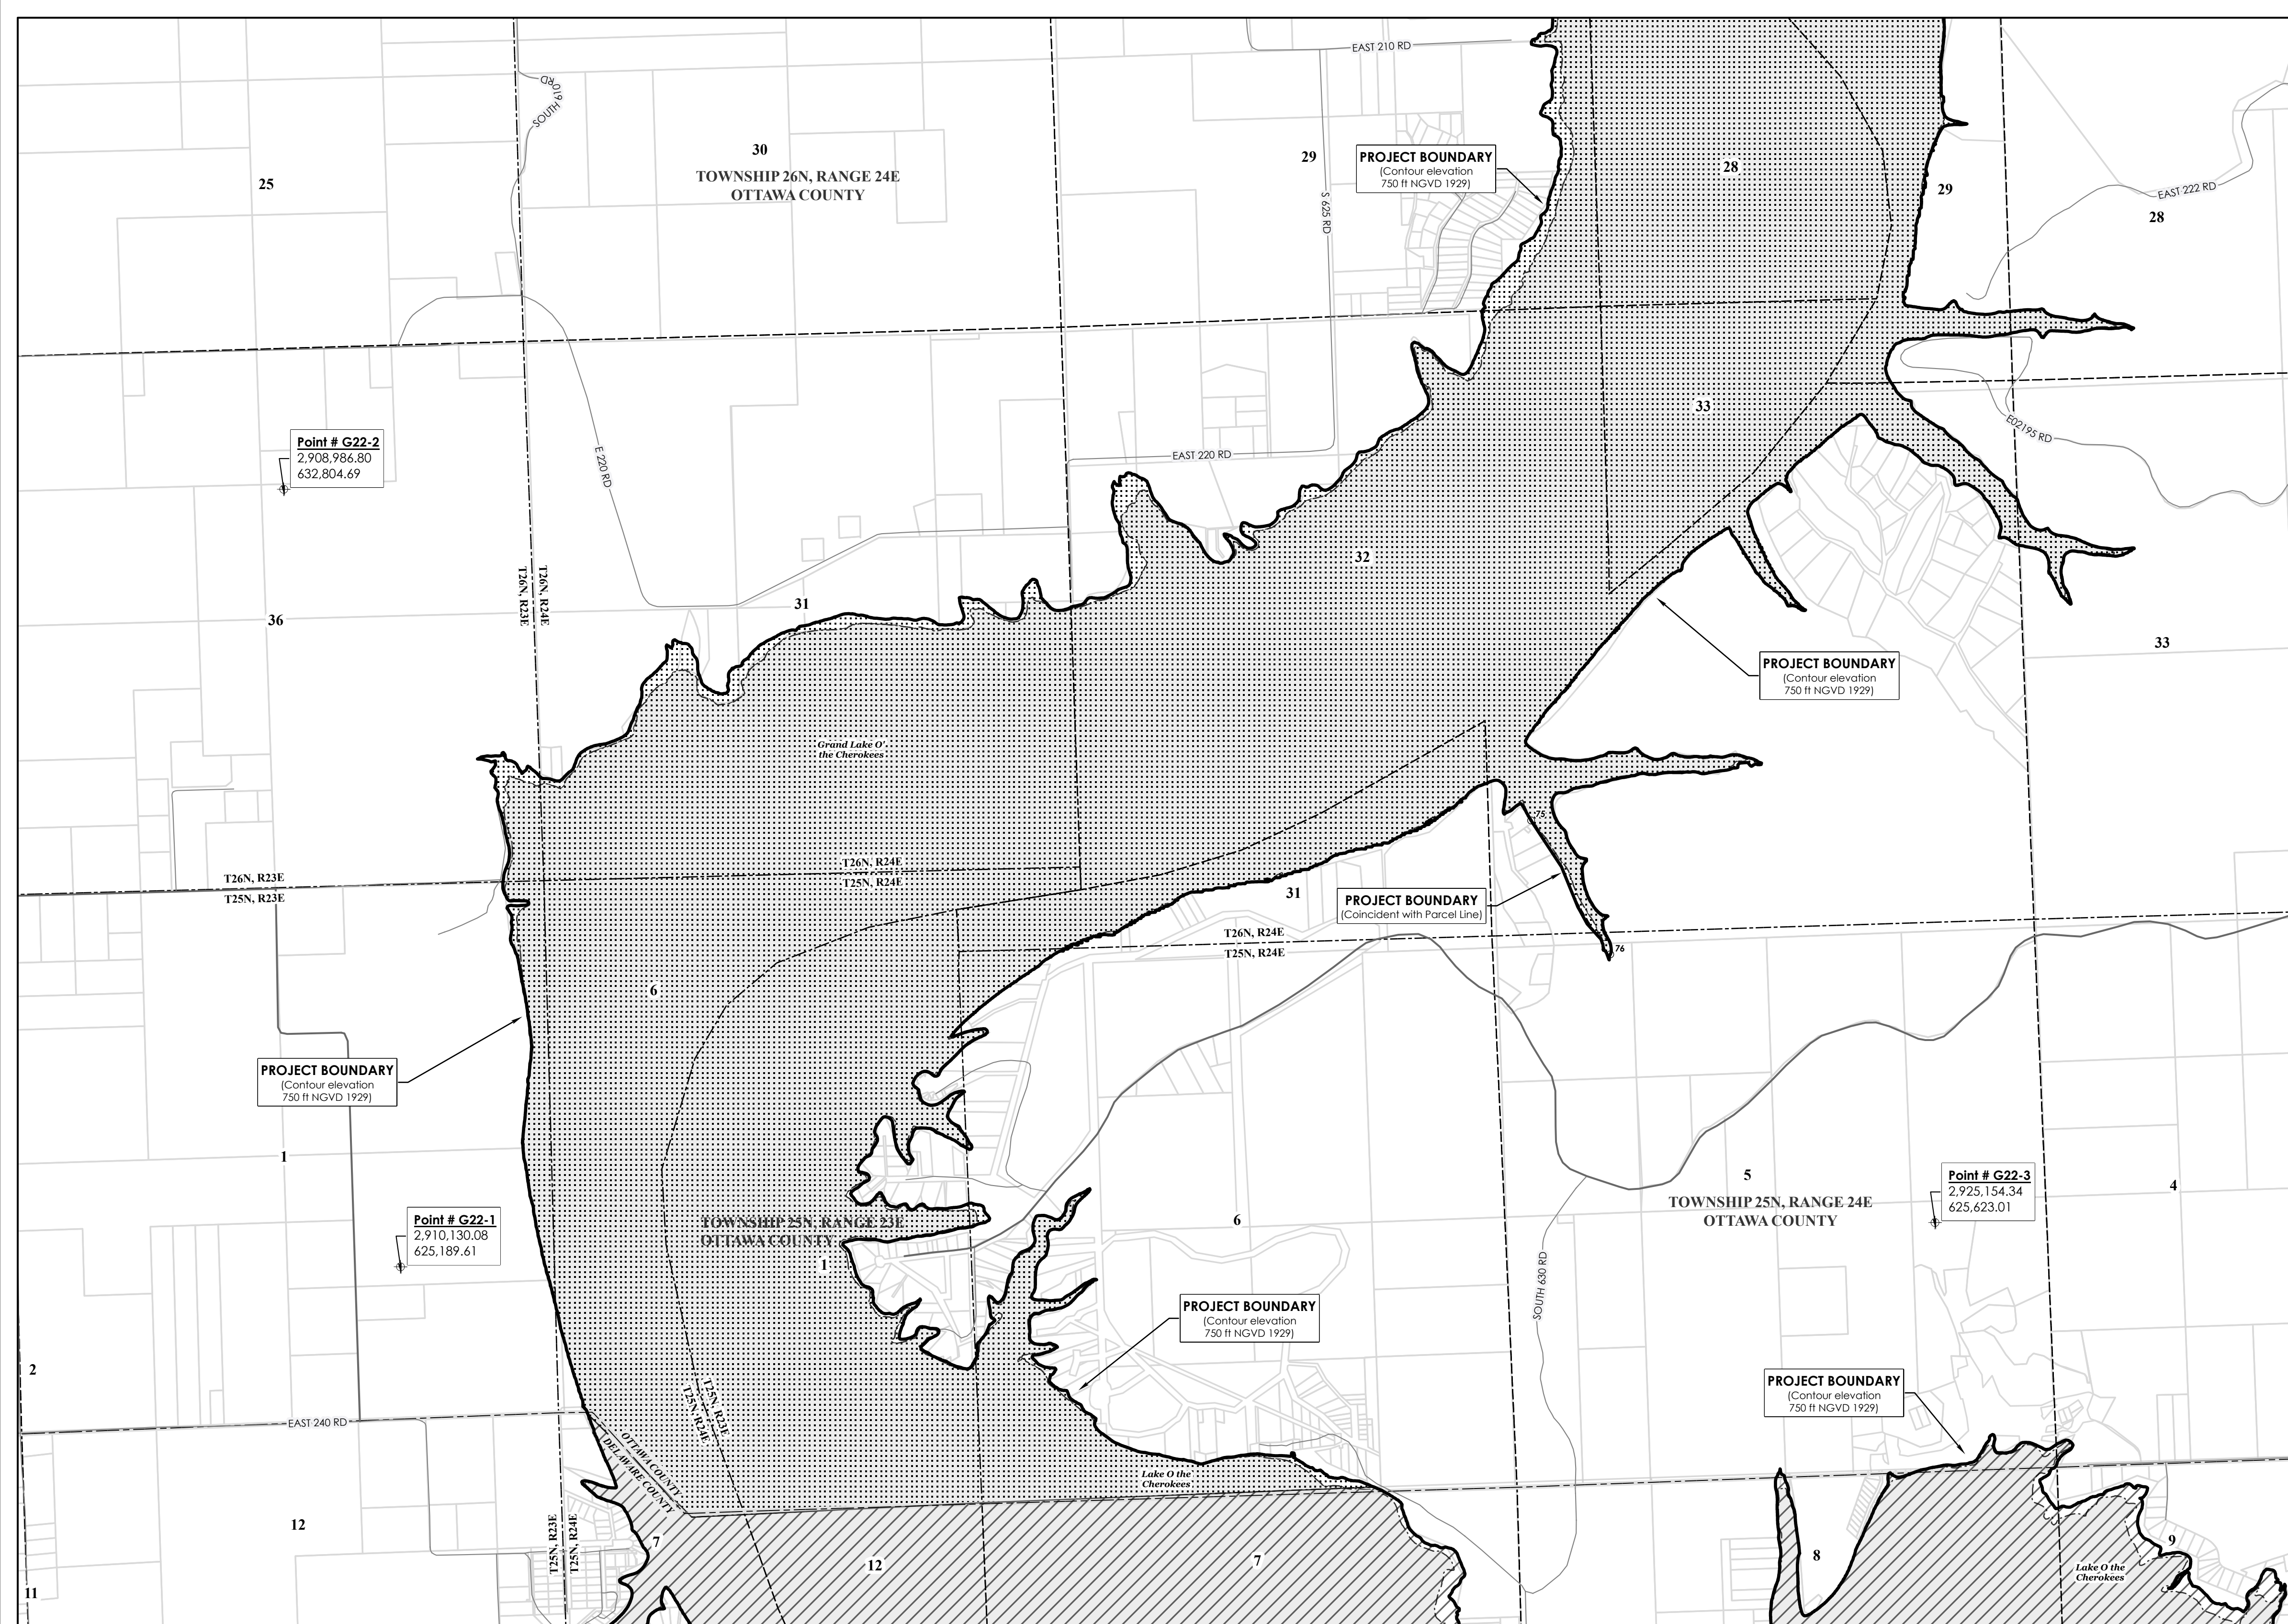 EAST 210 RD
SOUTH 610 RD
30
TOWNSHIP 26N, RANGE 24E
OTTAWA COUNTY
25
29
S 625 RD
PROJECT BOUNDARY
(Contour elevation
750 ft NGVD 1929)
28
29
EAST 222 RD
28
Point # G22-2
2,908,986.80
632,804.69
E 220 RD
EAST 220 RD
33
E02195 RD
32
T26N, R23E
T26N, R24E
31
36
33
PROJECT BOUNDARY
(Contour elevation
750 ft NGVD 1929)
Grand Lake O'
the Cherokees
75
T26N, R23E
T25N, R23E
T26N, R24E
T25N, R24E
31
PROJECT BOUNDARY
(Coincident with Parcel Line)
T26N, R24E
T25N, R24E
76
6
PROJECT BOUNDARY
(Contour elevation
750 ft NGVD 1929)
1
Point # G22-1
2,910,130.08
625,189.61
TOWNSHIP 25N, RANGE 23E
OTTAWA COUNTY
1
6
5
TOWNSHIP 25N, RANGE 24E
OTTAWA COUNTY
Point # G22-3
2,925,154.34
625,623.01
4
SOUTH 630 RD
PROJECT BOUNDARY
(Contour elevation
750 ft NGVD 1929)
2
PROJECT BOUNDARY
(Contour elevation
750 ft NGVD 1929)
EAST 240 RD
T25N, R23E
T25N, R24E
OTTAWA COUNTY
DELAWARE COUNTY
Lake O the
Cherokees
12
T25N, R23E
T25N, R24E
7
12
7
8
9
Lake O the
Cherokees
11